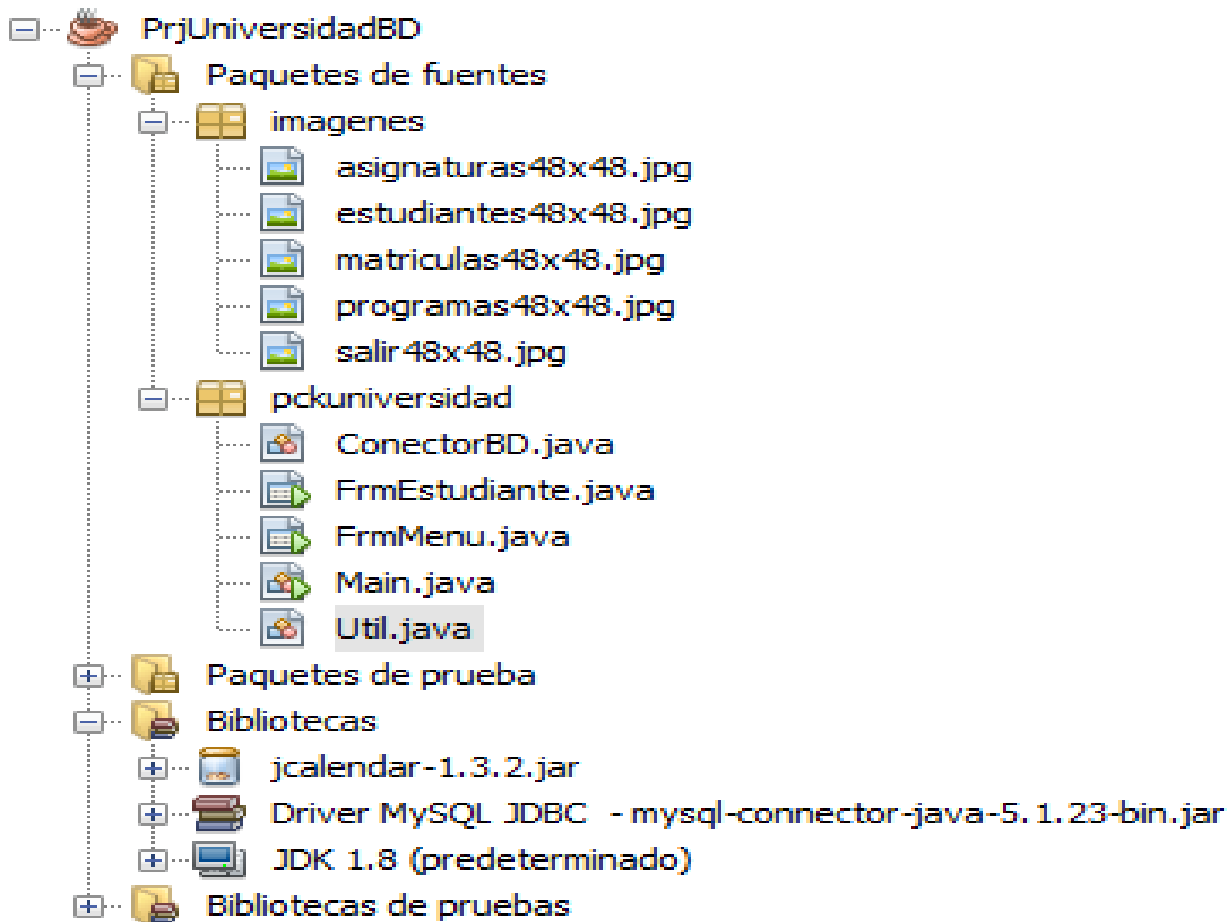 PrjUniversidadBD
Paquetes de fuentes
imagenes
asignaturas48x48.jpg
estudiantes48x48.jpg
matriculas48x48.jpg
programas48x48.jpg
salir48x48.jpg
pckuniversidad
ConectorBD.java
FrmEstudiante.java
FrmMenu.java
Main.java
Util.java
Paquetes de prueba
Bibliotecas
jcalendar-1.3.2.jar
Driver MySQL JDBC - mysql-connector-java-5.1.23-bin.jar
JDK 1.8 (predeterminado)
Bibliotecas de pruebas